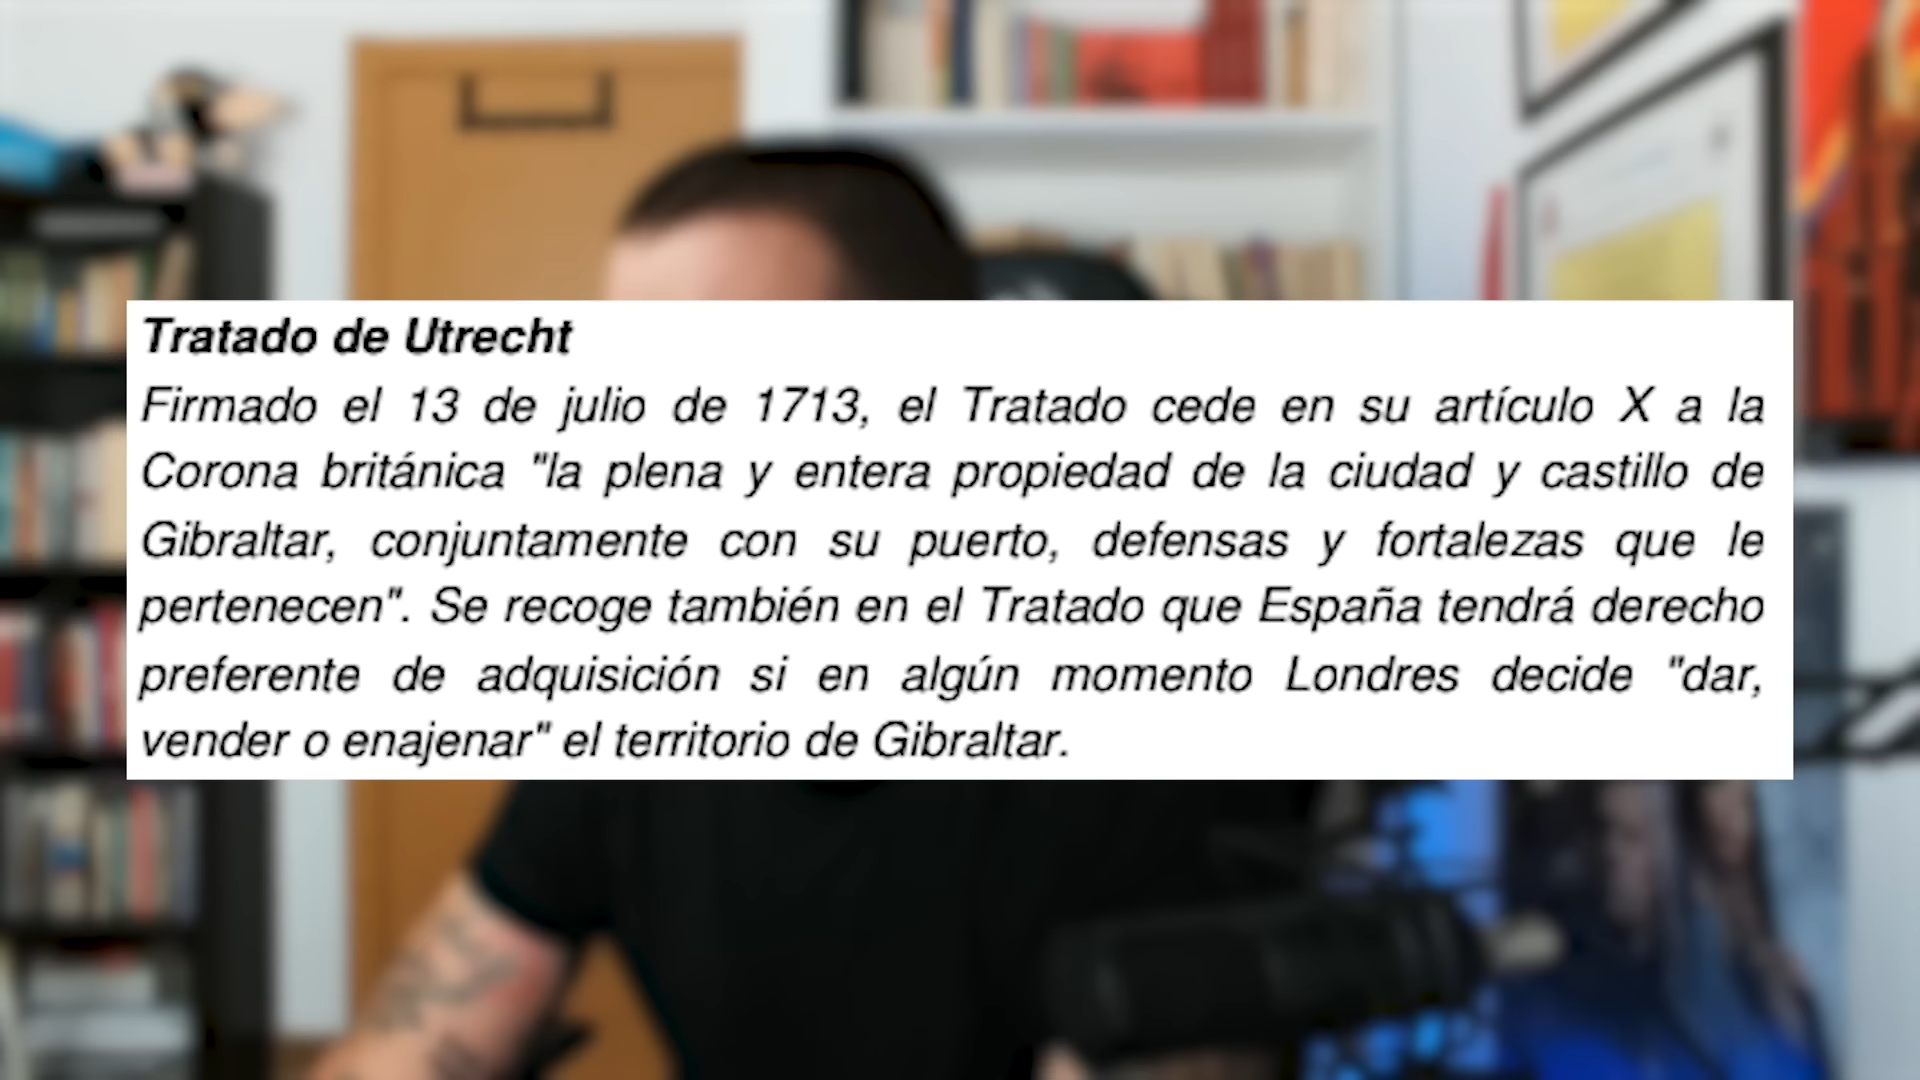 Tratado de Utrecht
Firmado el 13 de julio de 1713, el Tratado cede en su artículo X a la
Corona británica "la plena y entera propiedad de la ciudad y castillo de
Gibraltar, conjuntamente con su puerto, defensas y fortalezas que le
pertenecen". Se recoge también en el Tratado que España tendrá derecho
preferente de adquisición si en algún momento Londres decide "dar,
vender o enajenar" el territorio de Gibraltar.